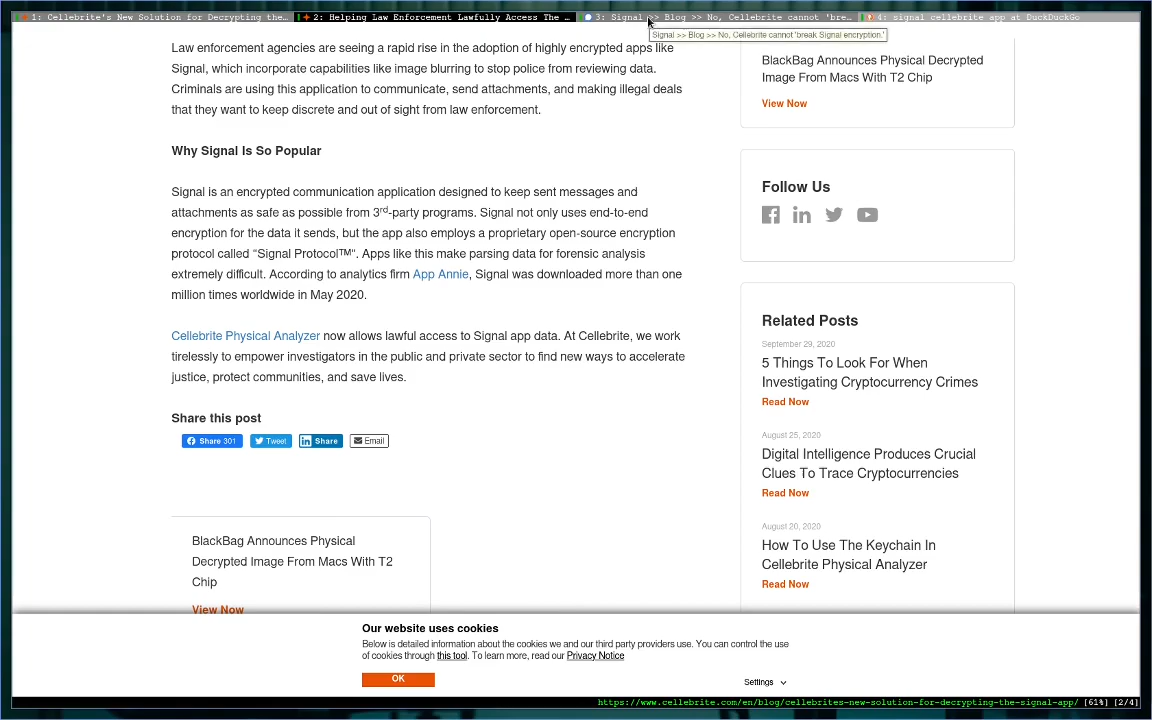 1: Cellebrite's New Solution for Decrypting the…
2: Helping Law Enforcement Lawfully Access The …
3: Signal >> Blog >> No, Cellebrite cannot 'bre…
4: signal cellebrite app at DuckDuckGo
Signal >> Blog >> No, Cellebrite cannot 'break Signal encryption.'
Law enforcement agencies are seeing a rapid rise in the adoption of highly encrypted apps like
Signal, which incorporate capabilities like image blurring to stop police from reviewing data.
Criminals are using this application to communicate, send attachments, and making illegal deals
that they want to keep discrete and out of sight from law enforcement.
Why Signal Is So Popular
Signal is an encrypted communication application designed to keep sent messages and
attachments as safe as possible from 3rd-party programs. Signal not only uses end-to-end
encryption for the data it sends, but the app also employs a proprietary open-source encryption
protocol called “Signal Protocol™“. Apps like this make parsing data for forensic analysis
extremely difficult. According to analytics firm App Annie, Signal was downloaded more than one
million times worldwide in May 2020.
Cellebrite Physical Analyzer now allows lawful access to Signal app data. At Cellebrite, we work
tirelessly to empower investigators in the public and private sector to find new ways to accelerate
justice, protect communities, and save lives.
Share this post
Share 301
Tweet
Share
Email
BlackBag Announces Physical
Decrypted Image From Macs With T2
Chip
View Now
BlackBag Announces Physical Decrypted
Image From Macs With T2 Chip
View Now
Follow Us
Related Posts
September 29, 2020
5 Things To Look For When
Investigating Cryptocurrency Crimes
Read Now
August 25, 2020
Digital Intelligence Produces Crucial
Clues To Trace Cryptocurrencies
Read Now
August 20, 2020
How To Use The Keychain In
Cellebrite Physical Analyzer
Read Now
Our website uses cookies
Below is detailed information about the cookies we and our third party providers use. You can control the use
of cookies through this tool. To learn more, read our Privacy Notice
OK
Settings
https://www.cellebrite.com/en/blog/cellebrites-new-solution-for-decrypting-the-signal-app/ [61%] [2/4]